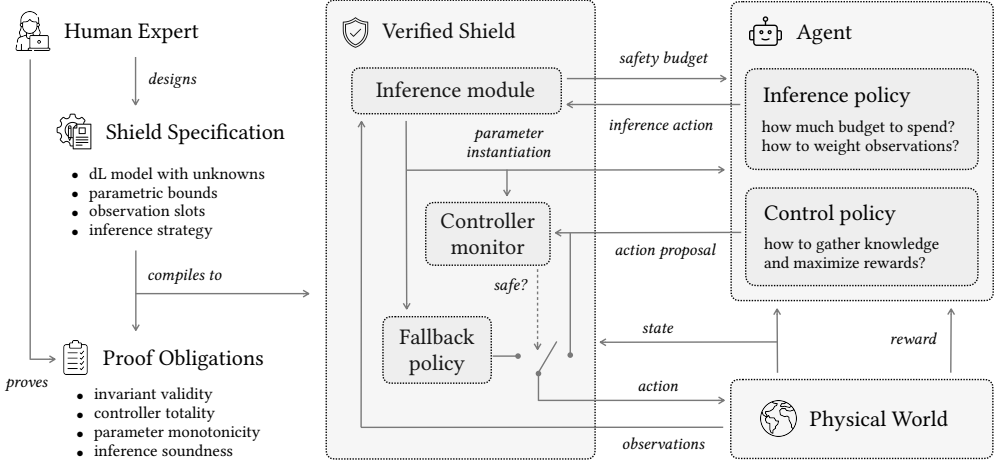 Human Expert
designs
Shield Specification
• dL model with unknowns
• parametric bounds
• observation slots
• inference strategy
compiles to
Proof Obligations
proves
• invariant validity
• controller totality
• parameter monotonicity
• inference soundness
Verified Shield
Inference module
parameter
instantiation
Controller
monitor
safe?
Fallback
policy
safety budget
inference action
action proposal
state
reward
action
observations
Agent
Inference policy
how much budget to spend?
how to weight observations?
Control policy
how to gather knowledge
and maximize rewards?
Physical World